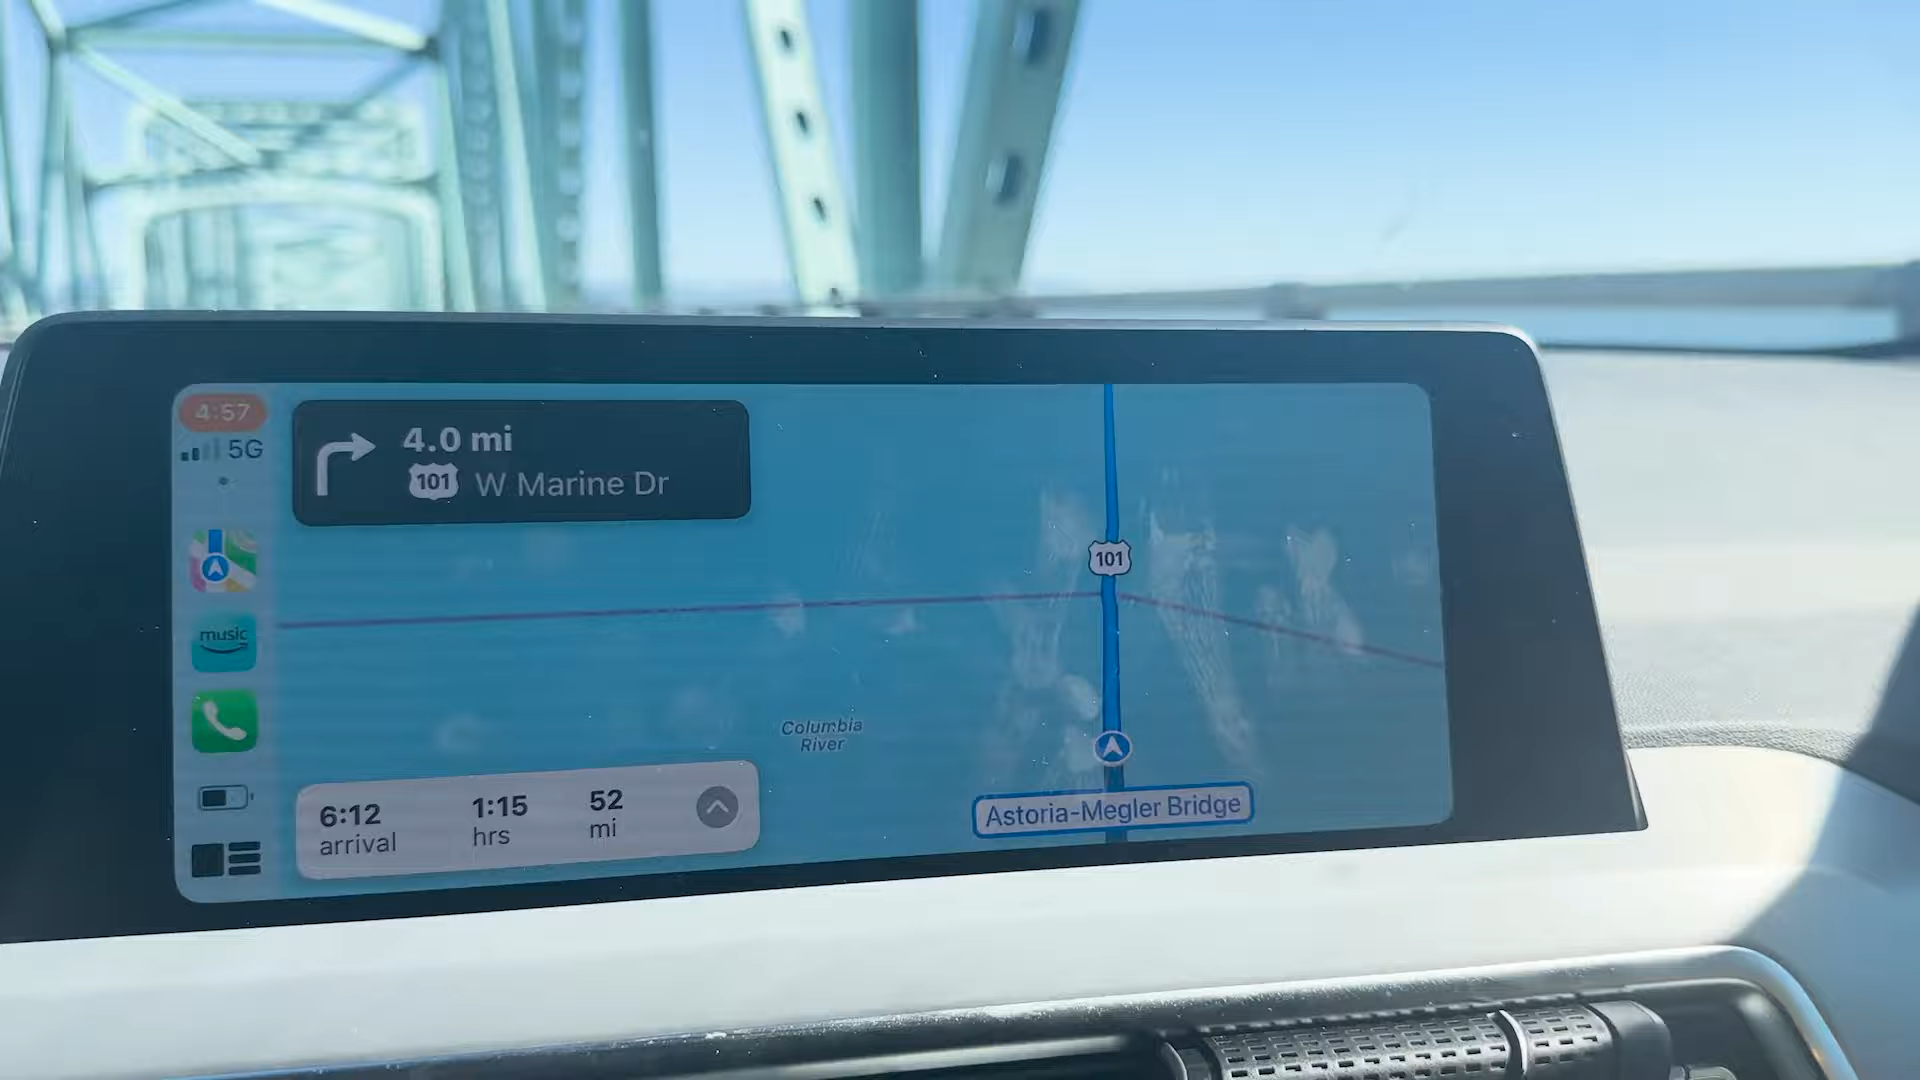 4:57
5G
4.0 mi
101 W Marine Dr
101
music
Columbia
River
6:12 1:15 52
arrival hrs mi
Astoria-Megler Bridge